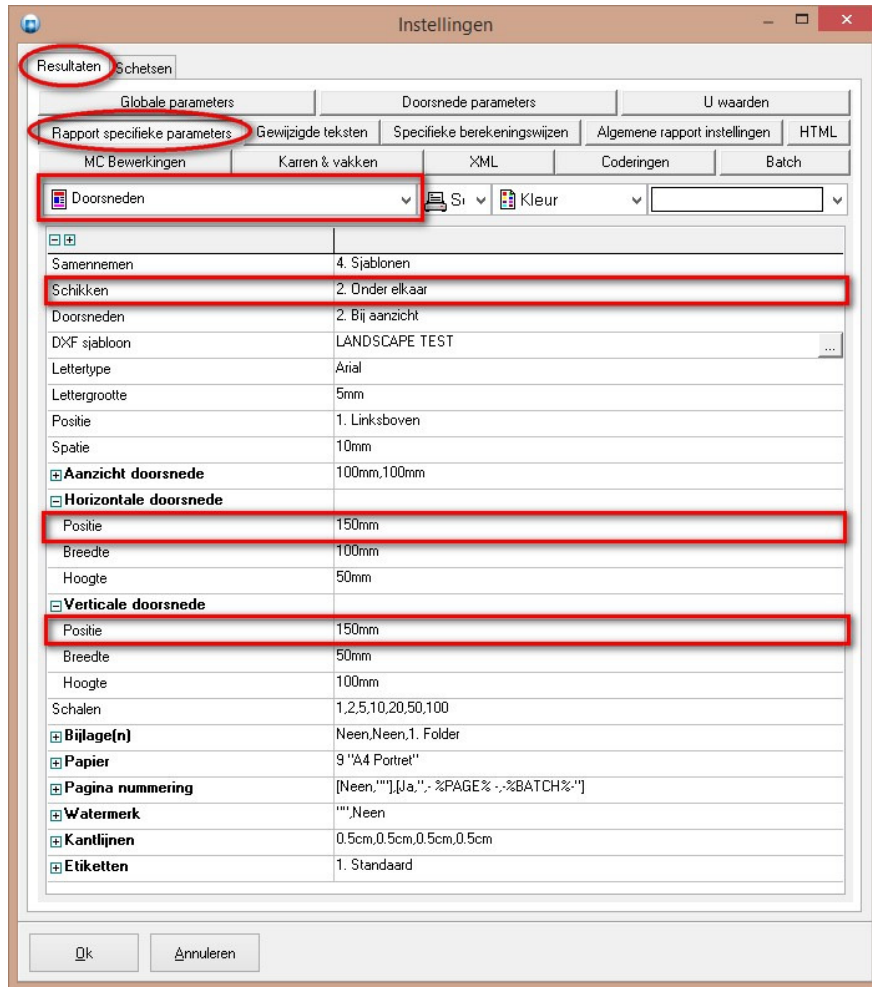 Instellingen
Resultaten Schetsen
Globale parameters Doorsnede parameters U waarden
Rapport specifieke parameters Gewijzigde teksten Specifieke berekeningswijzen Algemene rapport instellingen HTML
MC Bewerkingen Karren & vakken XML Coderingen Batch
Doorsneden Kleur
Samennemen 4. Sjablonen
Schikken 2. Onder elkaar
Doorsneden 2. Bij aanzicht
DXF sjabloon LANDSCAPE TEST ...
Lettertype Arial
Lettergrootte 5mm
Positie 1. Linksboven
Spatie 10mm
Aanzicht doorsnede 100mm,100mm
Horizontale doorsnede
Positie 150mm
Breedte 100mm
Hoogte 50mm
Verticale doorsnede
Positie 150mm
Breedte 50mm
Hoogte 100mm
Schalen 1,2,5,10,20,50,100
Bijlage(n) Neen,Neen,1. Folder
Papier 9 "A4 Portret"
Pagina nummering [Neen,""],[Ja,",- %PAGE% -,-%BATCH%-"]
Watermerk "",Neen
Kantlijnen 0.5cm,0.5cm,0.5cm,0.5cm
Etiketten 1. Standaard
Ok Annuleren